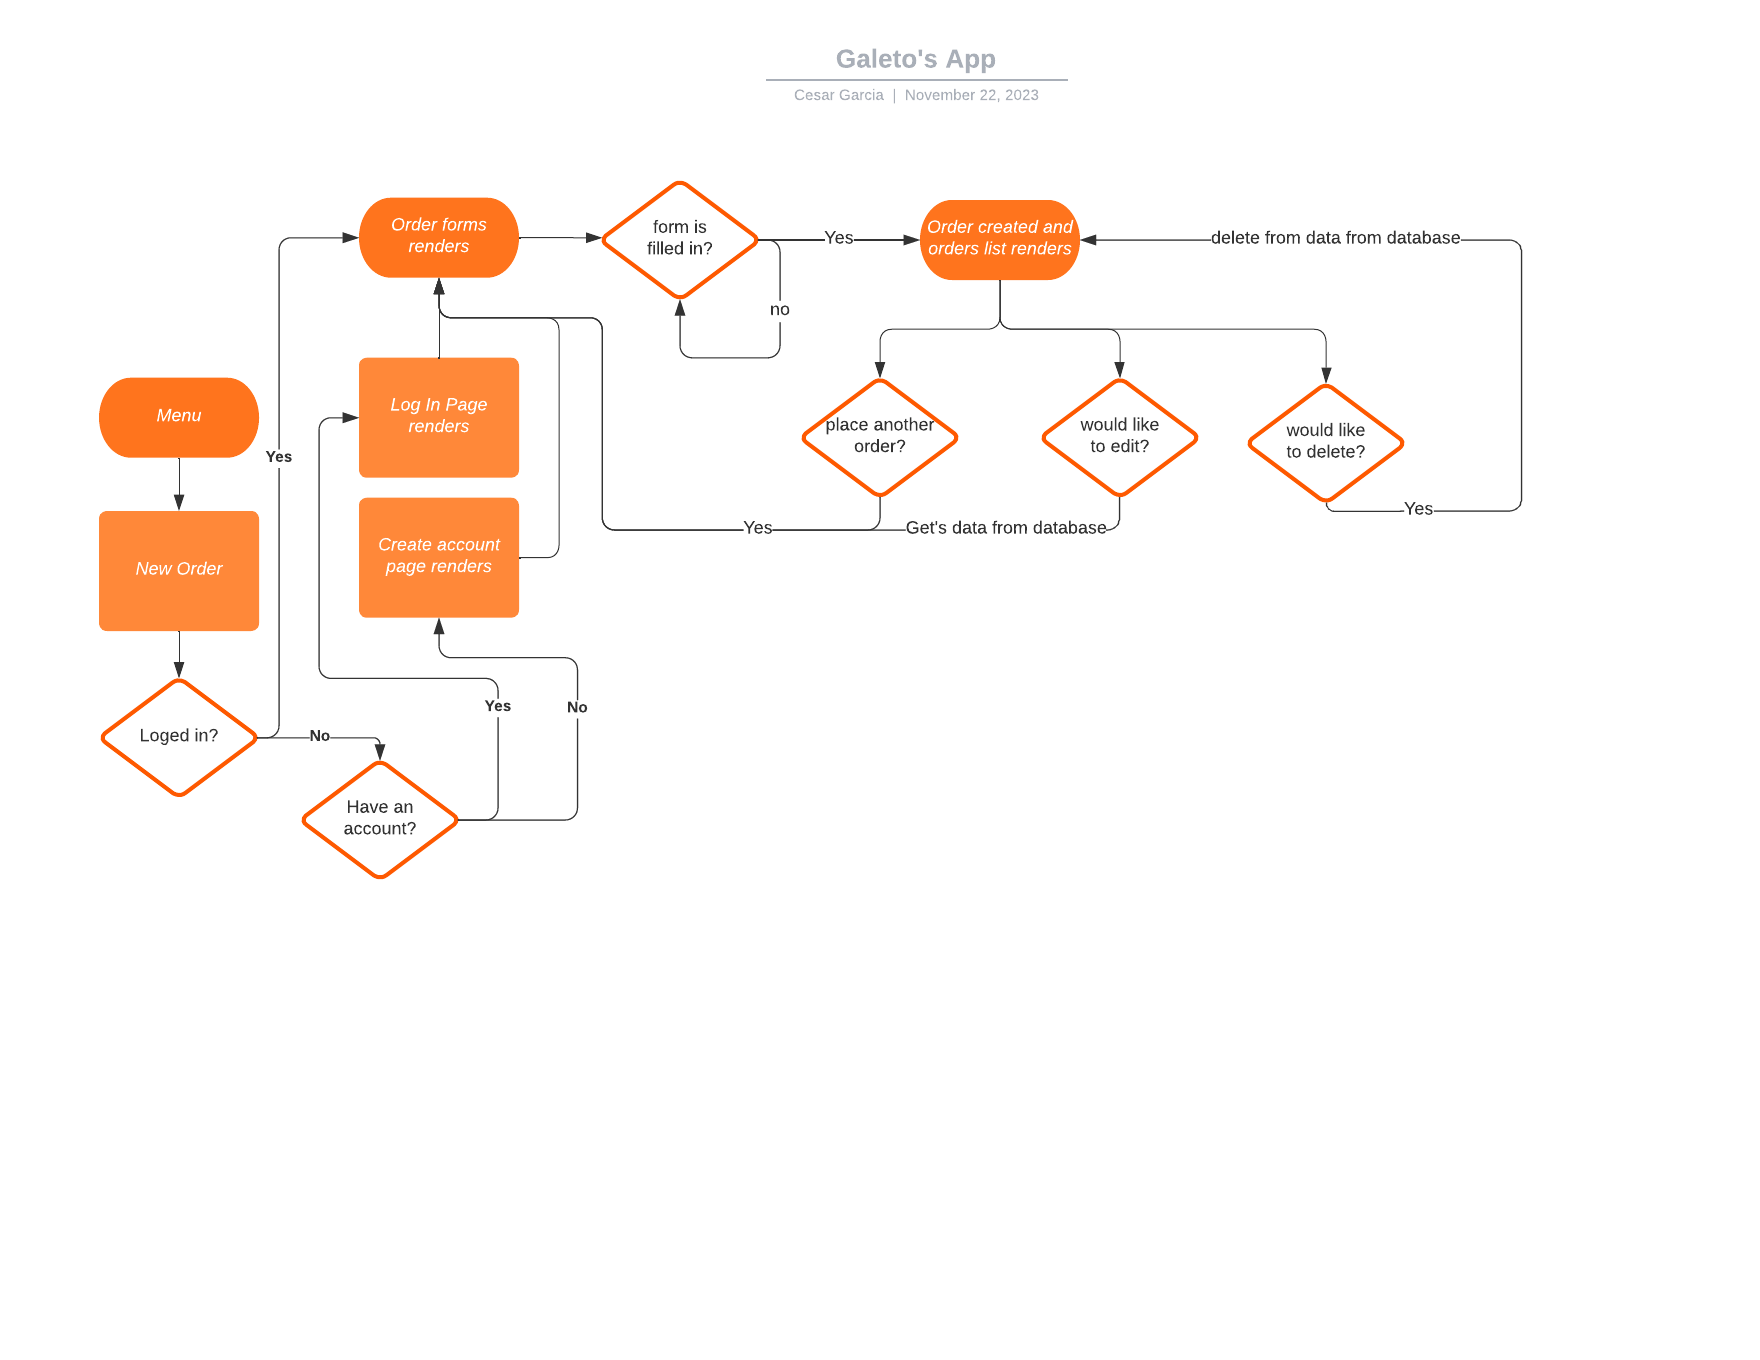 Galeto's App
Cesar Garcia | November 22, 2023
Order forms
renders
form is
filled in?
Yes
no
Order created and
orders list renders
delete from data from database
Menu
Log In Page
renders
place another
order?
would like
to edit?
would like
to delete?
Yes
Yes
Yes
Get's data from database
New Order
Create account
page renders
Loged in?
No
Yes
No
Have an
account?